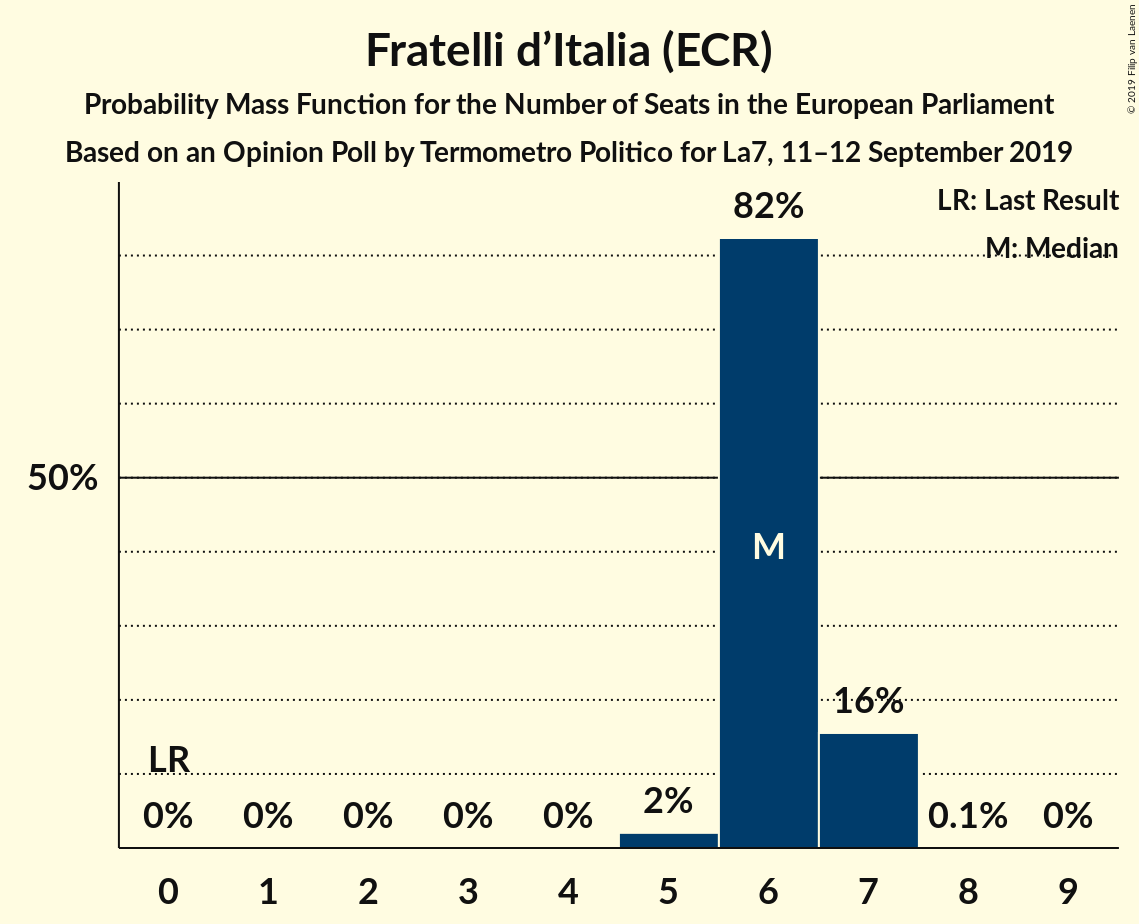 Fratelli d’Italia (ECR)
Probability Mass Function for the Number of Seats in the European Parliament
Based on an Opinion Poll by Termometro Politico for La7, 11–12 September 2019
© 2019 Filip van Laenen
LR: Last Result
M: Median
82%
50%
M
16%
LR
0%
0%
0%
0%
0%
2%
0.1%
0%
0
1
2
3
4
5
6
7
8
9